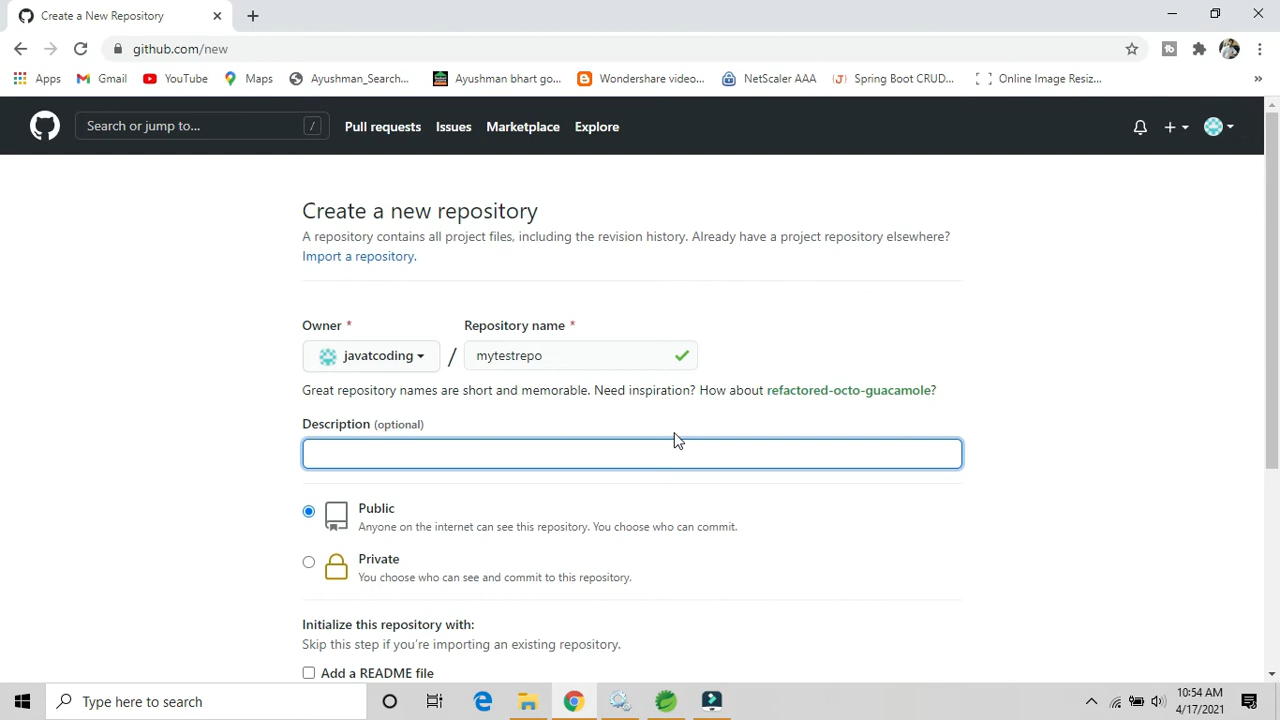 Create a New Repository
github.com/new
Apps Gmail YouTube Maps Ayushman_Search... Ayushman bhart go... Wondershare video... NetScaler AAA Spring Boot CRUD... Online Image Resiz... »
Search or jump to... / Pull requests Issues Marketplace Explore
Create a new repository
A repository contains all project files, including the revision history. Already have a project repository elsewhere?
Import a repository.
Owner * Repository name *
javatcoding / mytestrepo
Great repository names are short and memorable. Need inspiration? How about refactored-octo-guacamole?
Description (optional)
Public
Anyone on the internet can see this repository. You choose who can commit.
Private
You choose who can see and commit to this repository.
Initialize this repository with:
Skip this step if you're importing an existing repository.
Add a README file
Type here to search
10:54 AM
4/17/2021